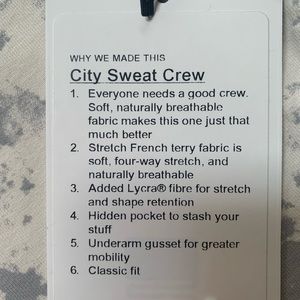 WHY WE MADE THIS
City Sweat Crew
1. Everyone needs a good crew.
Soft, naturally breathable
fabric makes this one just that
much better
2. Stretch French terry fabric is
soft, four-way stretch, and
naturally breathable
3. Added Lycra® fibre for stretch
and shape retention
4. Hidden pocket to stash your
stuff
5. Underarm gusset for greater
mobility
6. Classic fit